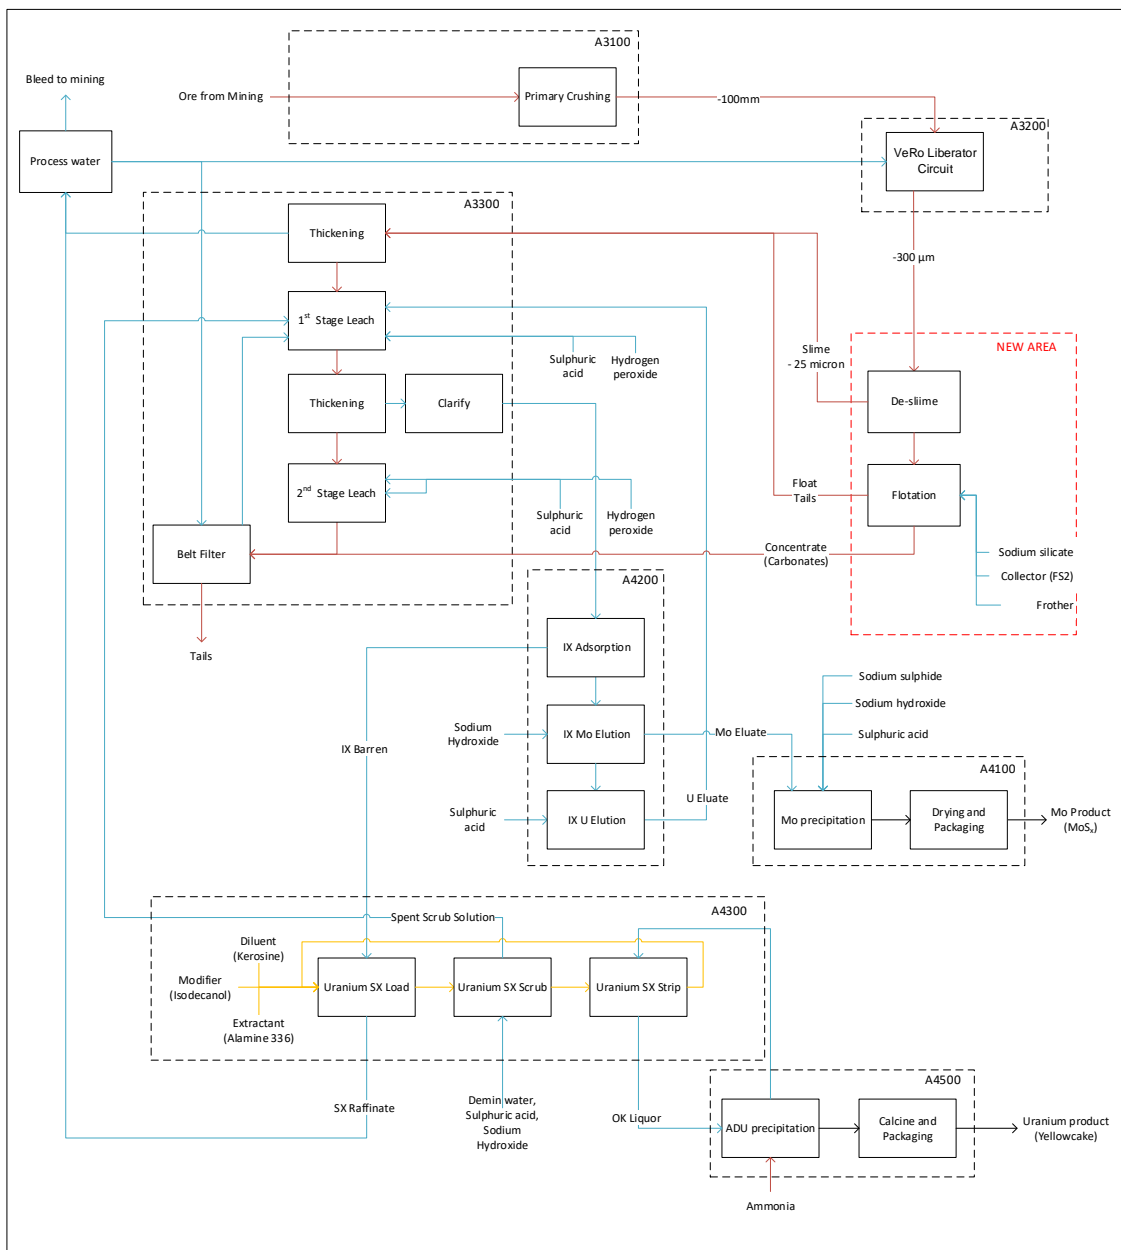 A3100
Bleed to mining
Ore from Mining
Primary Crushing
-100mm
A3200
Process water
VeRo Liberator
Circuit
A3300
Thickening
-300 µm
1st Stage Leach
Slime
- 25 micron
NEW AREA
Sulphuric
acid
Hydrogen
peroxide
De-sliime
Thickening
Clarify
2nd Stage Leach
Float
Tails
Flotation
Sulphuric
acid
Hydrogen
peroxide
Belt Filter
Concentrate
(Carbonates)
Sodium silicate
Collector (FS2)
Frother
A4200
Tails
IX Adsorption
Sodium sulphide
Sodium hydroxide
Sulphuric acid
Sodium
Hydroxide
IX Mo Elution
Mo Eluate
IX Barren
A4100
U Eluate
Sulphuric
acid
IX U Elution
Mo precipitation
Drying and
Packaging
Mo Product
(MoSx)
A4300
Spent Scrub Solution
Diluent
(Kerosine)
Modifier
(Isodecanol)
Uranium SX Load
Uranium SX Scrub
Uranium SX Strip
Extractant
(Alamine 336)
A4500
SX Raffinate
Demin water,
Sulphuric acid,
Sodium
Hydroxide
OK Liquor
ADU precipitation
Calcine and
Packaging
Uranium product
(Yellowcake)
Ammonia